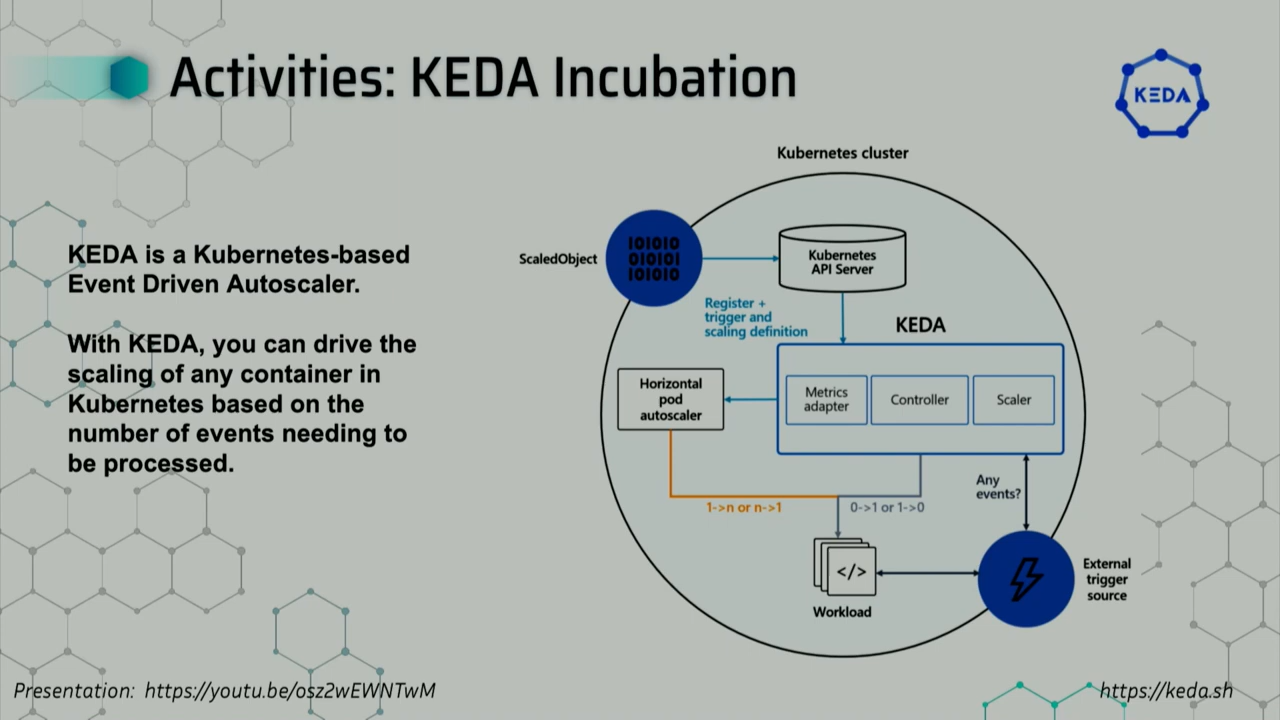 Activities: KEDA Incubation
KEDA
KEDA is a Kubernetes-based
Event Driven Autoscaler.
With KEDA, you can drive the
scaling of any container in
Kubernetes based on the
number of events needing to
be processed.
Kubernetes cluster
ScaledObject
101010
010101
101010
Kubernetes
API Server
Register +
trigger and
scaling definition
KEDA
Horizontal
pod
autoscaler
Metrics
adapter
Controller
Scaler
Any
events?
1->n or n->1
0->1 or 1->0
</>
Workload
External
trigger
source
Presentation: https://youtu.be/osz2wEWNTwM
https://keda.sh